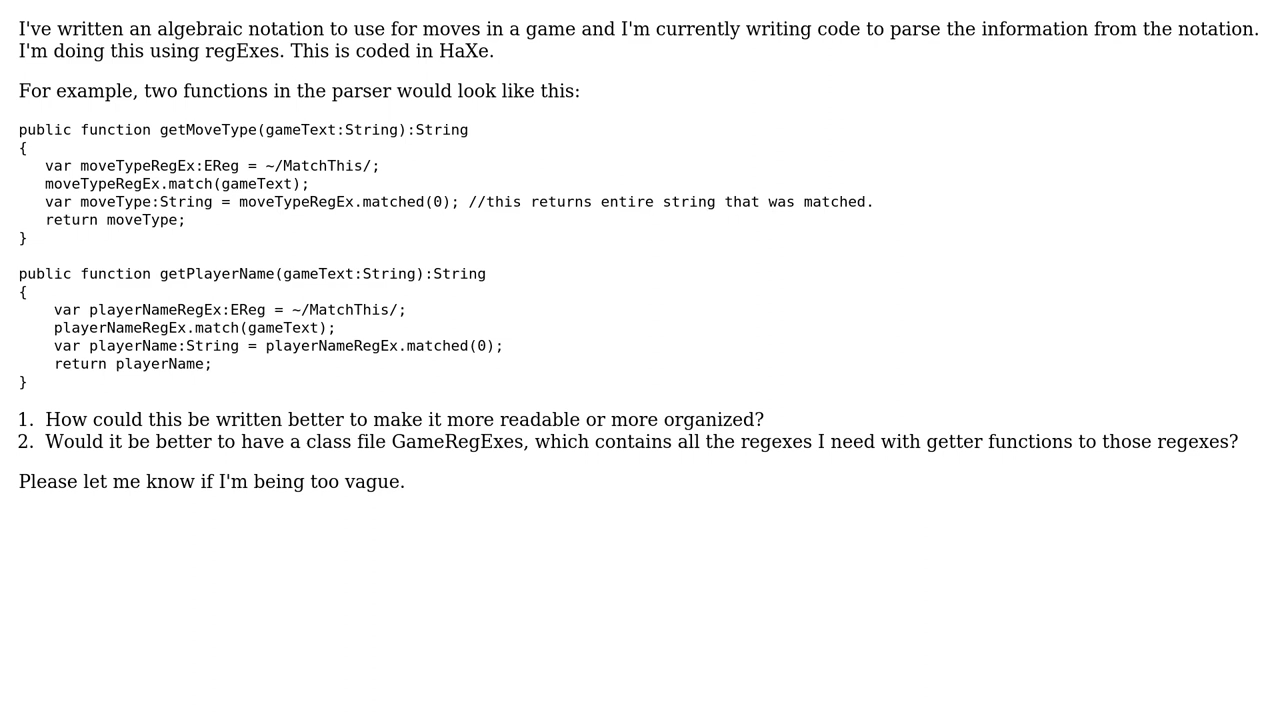 I've written an algebraic notation to use for moves in a game and I'm currently writing code to parse the information from the notation.
I'm doing this using regExes. This is coded in HaXe.
For example, two functions in the parser would look like this:
public function getMoveType(gameText:String):String
{
   var moveTypeRegEx:EReg = ~/MatchThis/;
   moveTypeRegEx.match(gameText);
   var moveType:String = moveTypeRegEx.matched(0); //this returns entire string that was matched.
   return moveType;
}
public function getPlayerName(gameText:String):String
{
    var playerNameRegEx:EReg = ~/MatchThis/;
    playerNameRegEx.match(gameText);
    var playerName:String = playerNameRegEx.matched(0);
    return playerName;
}
1. How could this be written better to make it more readable or more organized?
2. Would it be better to have a class file GameRegExes, which contains all the regexes I need with getter functions to those regexes?
Please let me know if I'm being too vague.